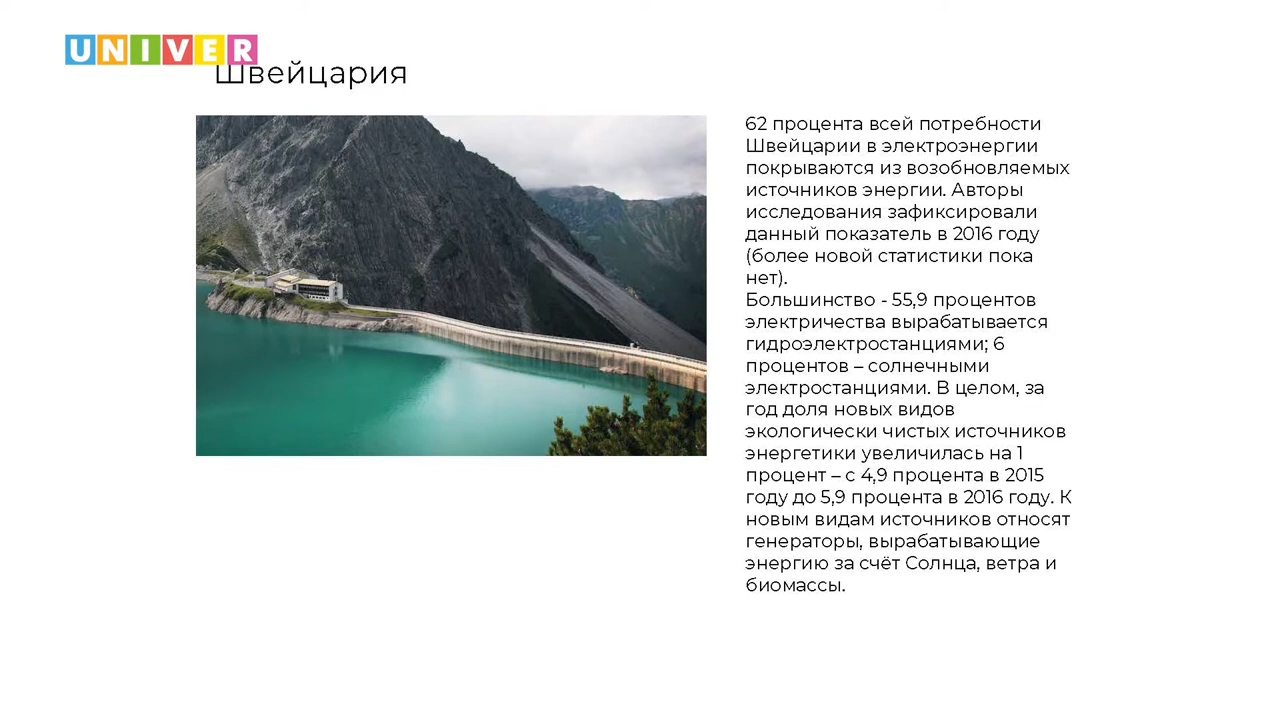 UNIVER
Швейцария
62 процента всей потребности
Швейцарии в электроэнергии
покрываются из возобновляемых
источников энергии. Авторы
исследования зафиксировали
данный показатель в 2016 году
(более новой статистики пока
нет).
Большинство - 55,9 процентов
электричества вырабатывается
гидроэлектростанциями; 6
процентов – солнечными
электростанциями. В целом, за
год доля новых видов
экологически чистых источников
энергетики увеличилась на 1
процент – с 4,9 процента в 2015
году до 5,9 процента в 2016 году. К
новым видам источников относят
генераторы, вырабатывающие
энергию за счёт Солнца, ветра и
биомассы.